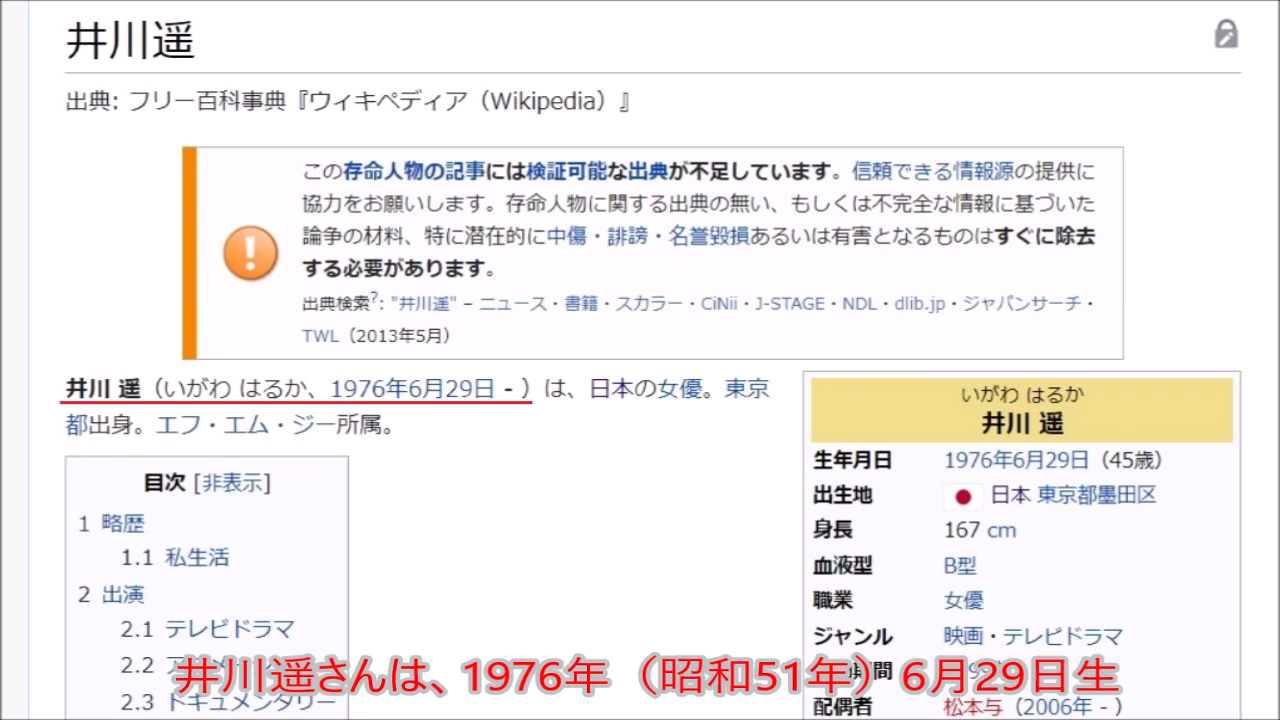 井川遥
出典: フリー百科事典『ウィキペディア（Wikipedia）』
この存命人物の記事には検証可能な出典が不足しています。信頼できる情報源の提供に
協力をお願いします。存命人物に関する出典の無い、もしくは不完全な情報に基づいた
論争の材料、特に潜在的に中傷・誹謗・名誉毀損あるいは有害となるものはすぐに除去
する必要があります。
出典検索?: "井川遥" – ニュース・書籍・スカラー・CiNii・J-STAGE・NDL・dlib.jp・ジャパンサーチ・
TWL（2013年5月）
井川 遥（いがわ はるか、1976年6月29日 - ）は、日本の女優。東京
都出身。エフ・エム・ジー所属。
目次 [非表示]
1 略歴
1.1 私生活
2 出演
2.1 テレビドラマ
2.2
2.3 ドキュメンタリー
いがわ はるか
井川 遥
生年月日 1976年6月29日（45歳）
出生地 日本 東京都墨田区
身長 167 cm
血液型 B型
職業 女優
ジャンル 映画・テレビドラマ
期間
配偶者 松本与（2006年 - ）
井川遥さんは、1976年（昭和51年）6月29日生